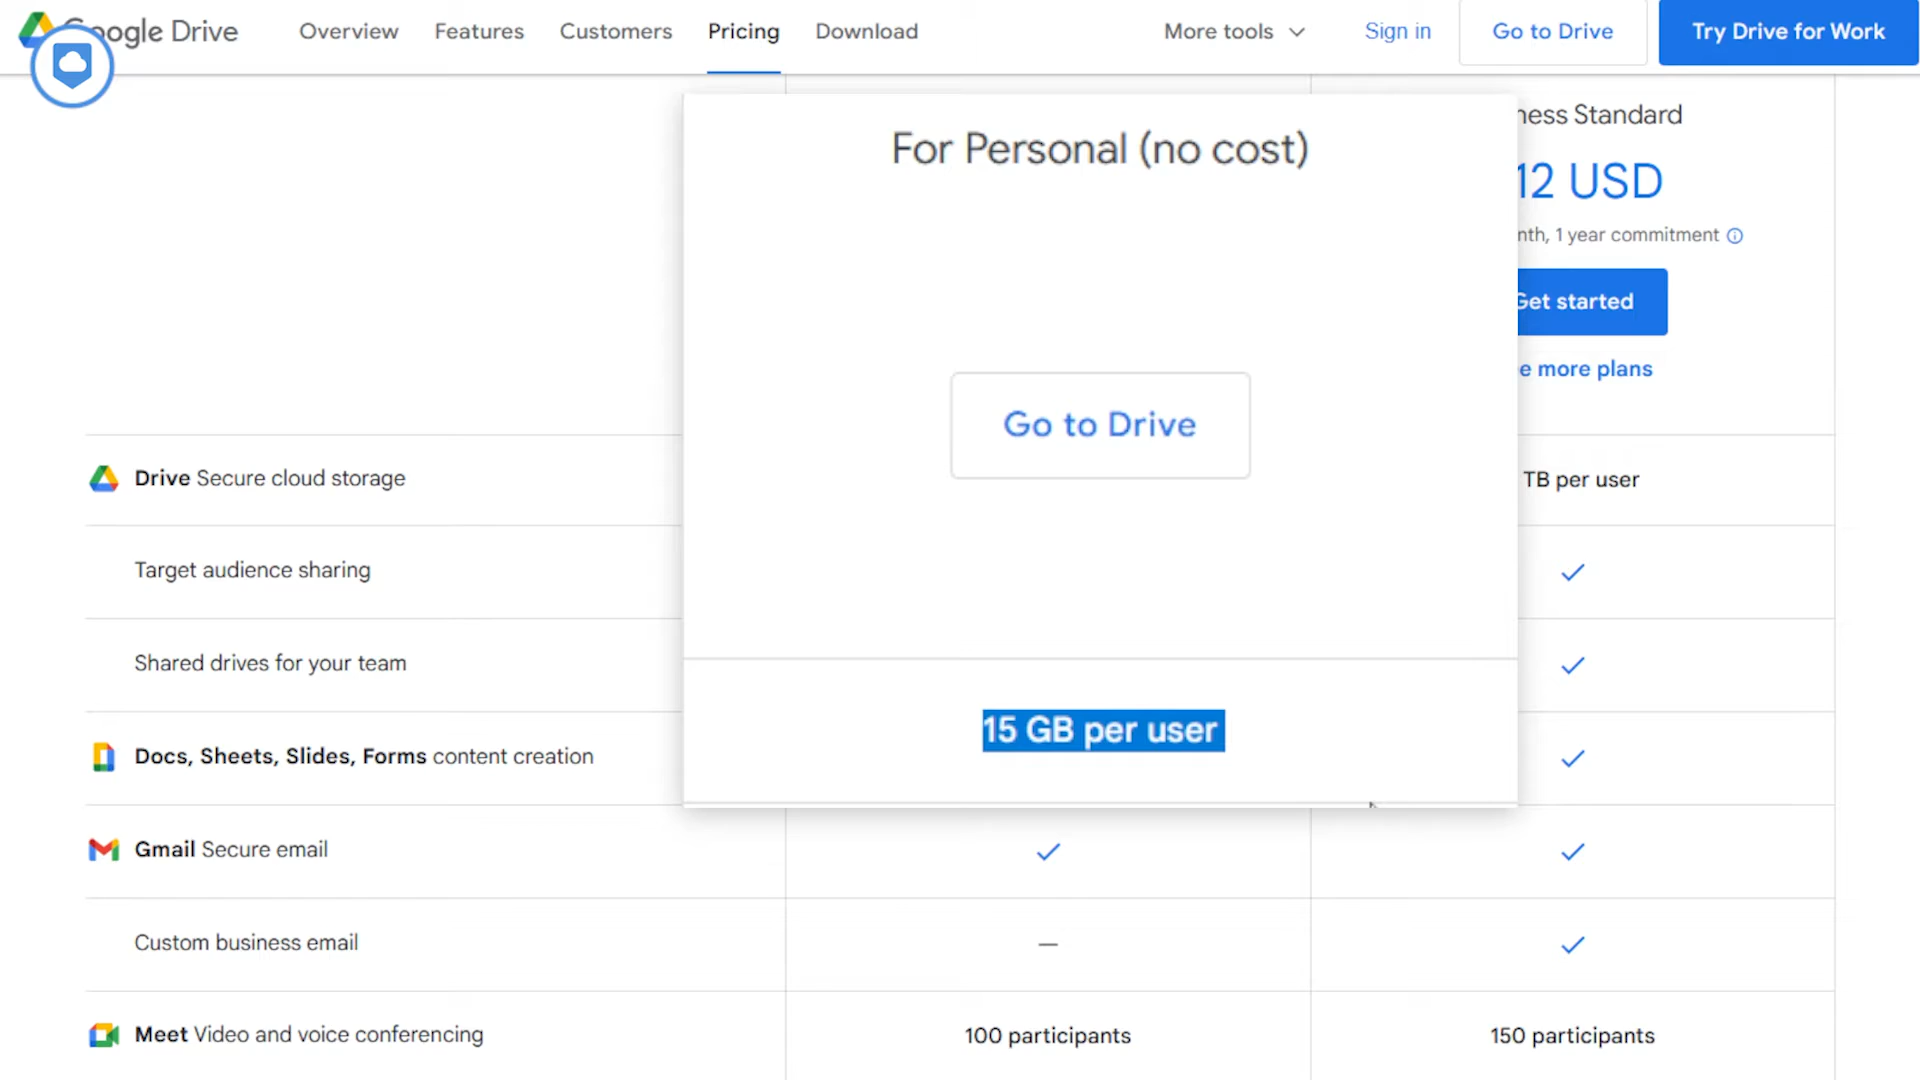 Google Drive Overview Features Customers Pricing Download More tools Sign in Go to Drive Try Drive for Work
For Personal (no cost)
ness Standard
12 USD
nth, 1 year commitment
Go to Drive
Get started
e more plans
Drive Secure cloud storage
15 GB per user
TB per user
Target audience sharing
Shared drives for your team
Docs, Sheets, Slides, Forms content creation
Gmail Secure email
Custom business email
Meet Video and voice conferencing 100 participants 150 participants